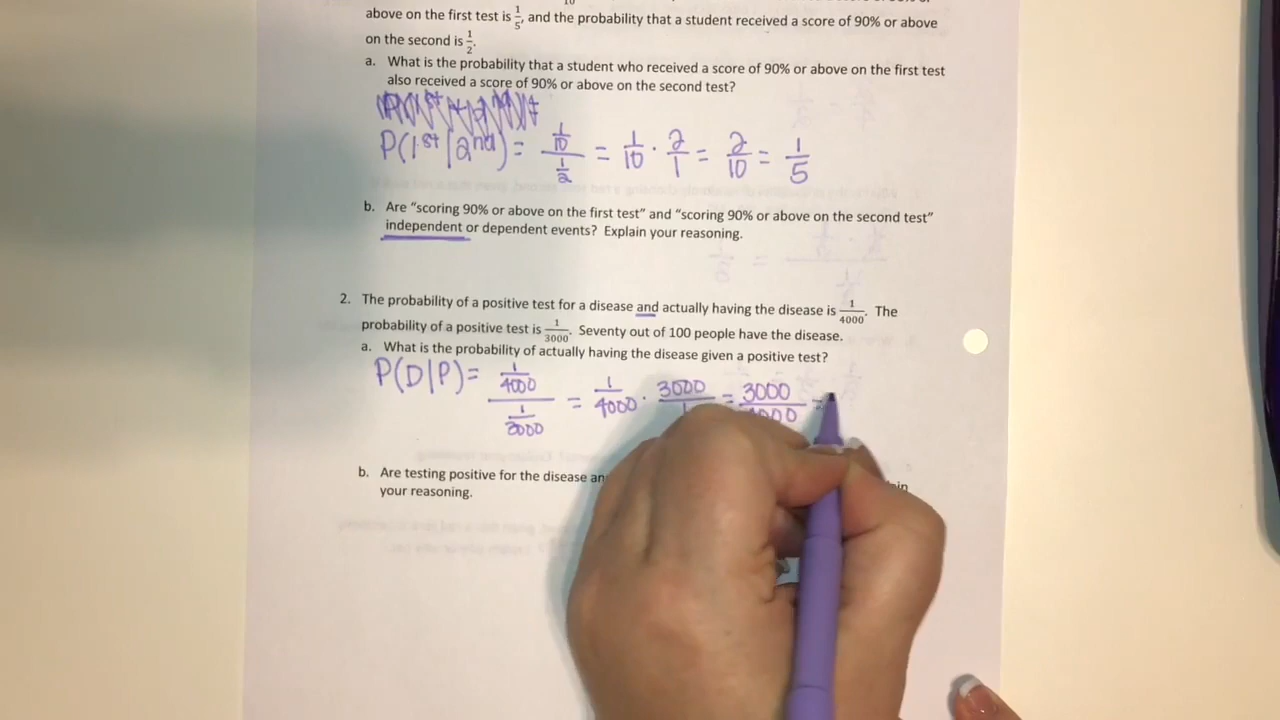 10
above on the first test is 1/5, and the probability that a student received a score of 90% or above
on the second is 1/2.
a. What is the probability that a student who received a score of 90% or above on the first test
also received a score of 90% or above on the second test?
P(1st|2nd) = 1/10 / 1/2 = 1/10 · 2/1 = 2/10 = 1/5
b. Are “scoring 90% or above on the first test” and “scoring 90% or above on the second test”
independent or dependent events? Explain your reasoning.
2. The probability of a positive test for a disease and actually having the disease is 1/4000. The
probability of a positive test is 1/3000. Seventy out of 100 people have the disease.
a. What is the probability of actually having the disease given a positive test?
P(D|P) = 1/4000 / 1/3000 = 1/4000 · 3000/1 = 3000/4000 =
b. Are testing positive for the disease
your reasoning.